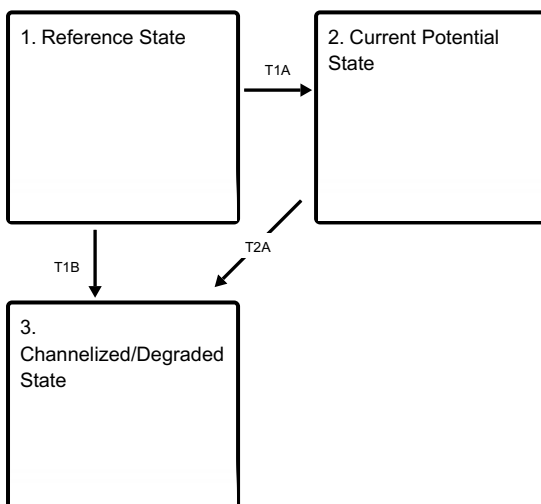 1. Reference State
2. Current Potential
State
T1A
T1B
T2A
3.
Channelized/Degraded
State